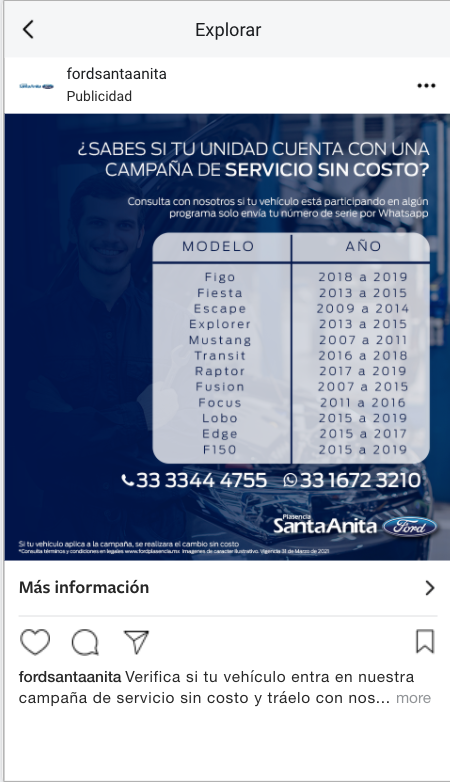 Explorar
fordsantaanita
Publicidad
¿SABES SI TU UNIDAD CUENTA CON UNA
CAMPAÑA DE SERVICIO SIN COSTO?
Consulta con nosotros si tu vehículo está participando en algún
programa solo envía tu número de serie por Whatsapp
MODELO AÑO
Figo 2018 a 2019
Fiesta 2013 a 2015
Escape 2009 a 2014
Explorer 2013 a 2015
Mustang 2007 a 2011
Transit 2016 a 2018
Raptor 2017 a 2019
Fusion 2007 a 2015
Focus 2011 a 2016
Lobo 2015 a 2019
Edge 2015 a 2017
F150 2015 a 2019
33 3344 4755 33 1672 3210
Plasencia
SantaAnita Ford
Si tu vehículo aplica a la campaña, se realizara el cambio sin costo
*Consulta términos y condiciones en legales www.fordplasencia.mx Imagenes de caracter ilustrativo. Vigencia 31 de Marzo de 2021
Más información
fordsantaanita Verifica si tu vehículo entra en nuestra
campaña de servicio sin costo y tráelo con nos... more